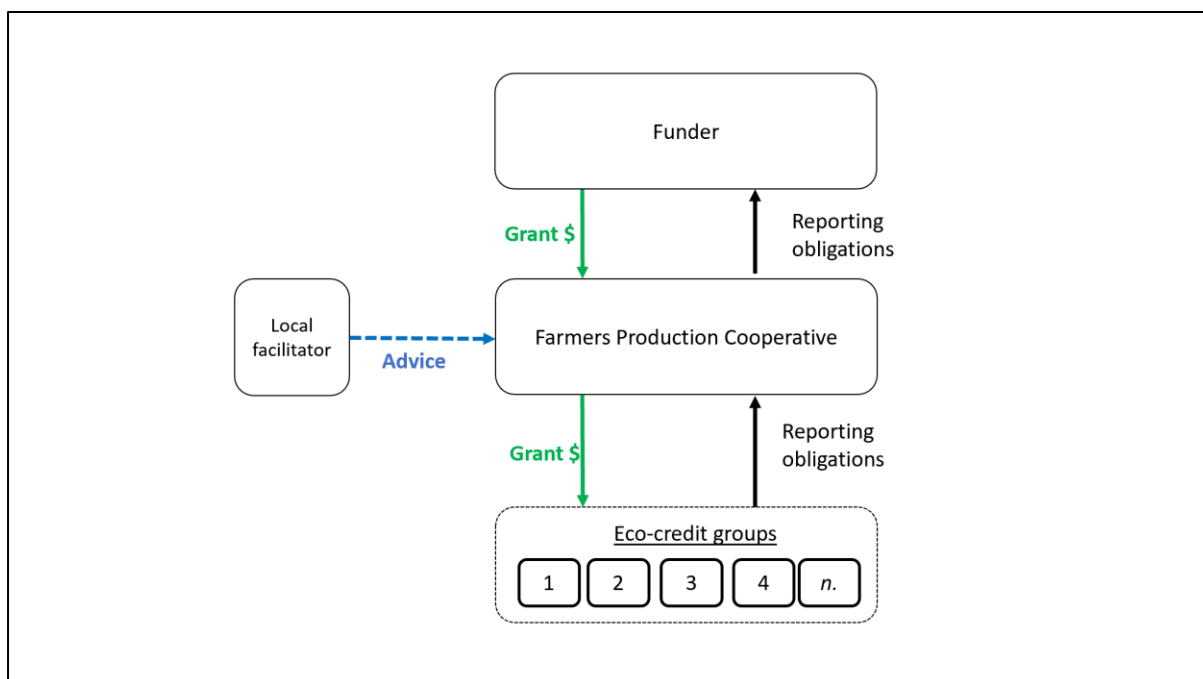 Funder
Grant $
Reporting
obligations
Local
facilitator
Advice
Farmers Production Cooperative
Grant $
Reporting
obligations
Eco-credit groups
1 2 3 4 n.